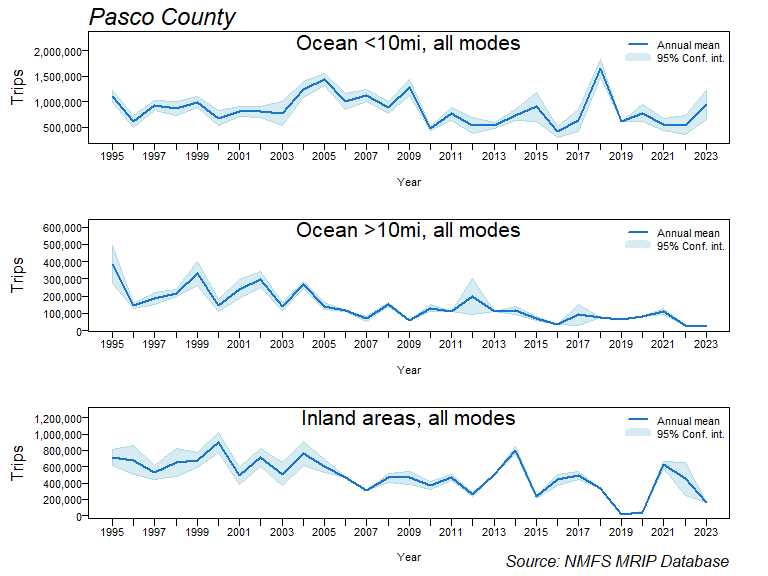 Pasco County
Ocean <10mi, all modes
Annual mean
95% Conf. int.
Trips
2,000,000
1,500,000
1,000,000
500,000
1995 1997 1999 2001 2003 2005 2007 2009 2011 2013 2015 2017 2019 2021 2023
Year
Ocean >10mi, all modes
Annual mean
95% Conf. int.
Trips
600,000
500,000
400,000
300,000
200,000
100,000
0
1995 1997 1999 2001 2003 2005 2007 2009 2011 2013 2015 2017 2019 2021 2023
Year
Inland areas, all modes
Annual mean
95% Conf. int.
Trips
1,200,000
1,000,000
800,000
600,000
400,000
200,000
0
1995 1997 1999 2001 2003 2005 2007 2009 2011 2013 2015 2017 2019 2021 2023
Year
Source: NMFS MRIP Database